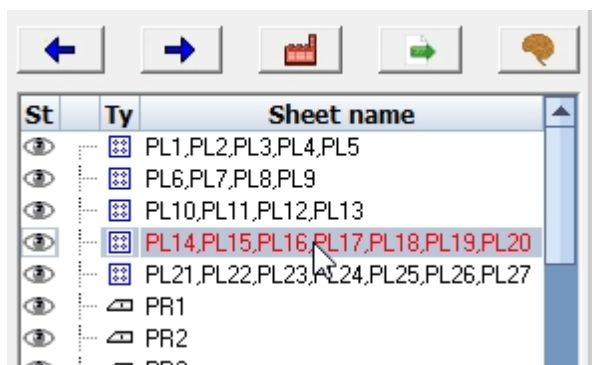 St Ty Sheet name
PL1,PL2,PL3,PL4,PL5
PL6,PL7,PL8,PL9
PL10,PL11,PL12,PL13
PL14,PL15,PL16,PL17,PL18,PL19,PL20
PL21,PL22,PL23,PL24,PL25,PL26,PL27
PR1
PR2